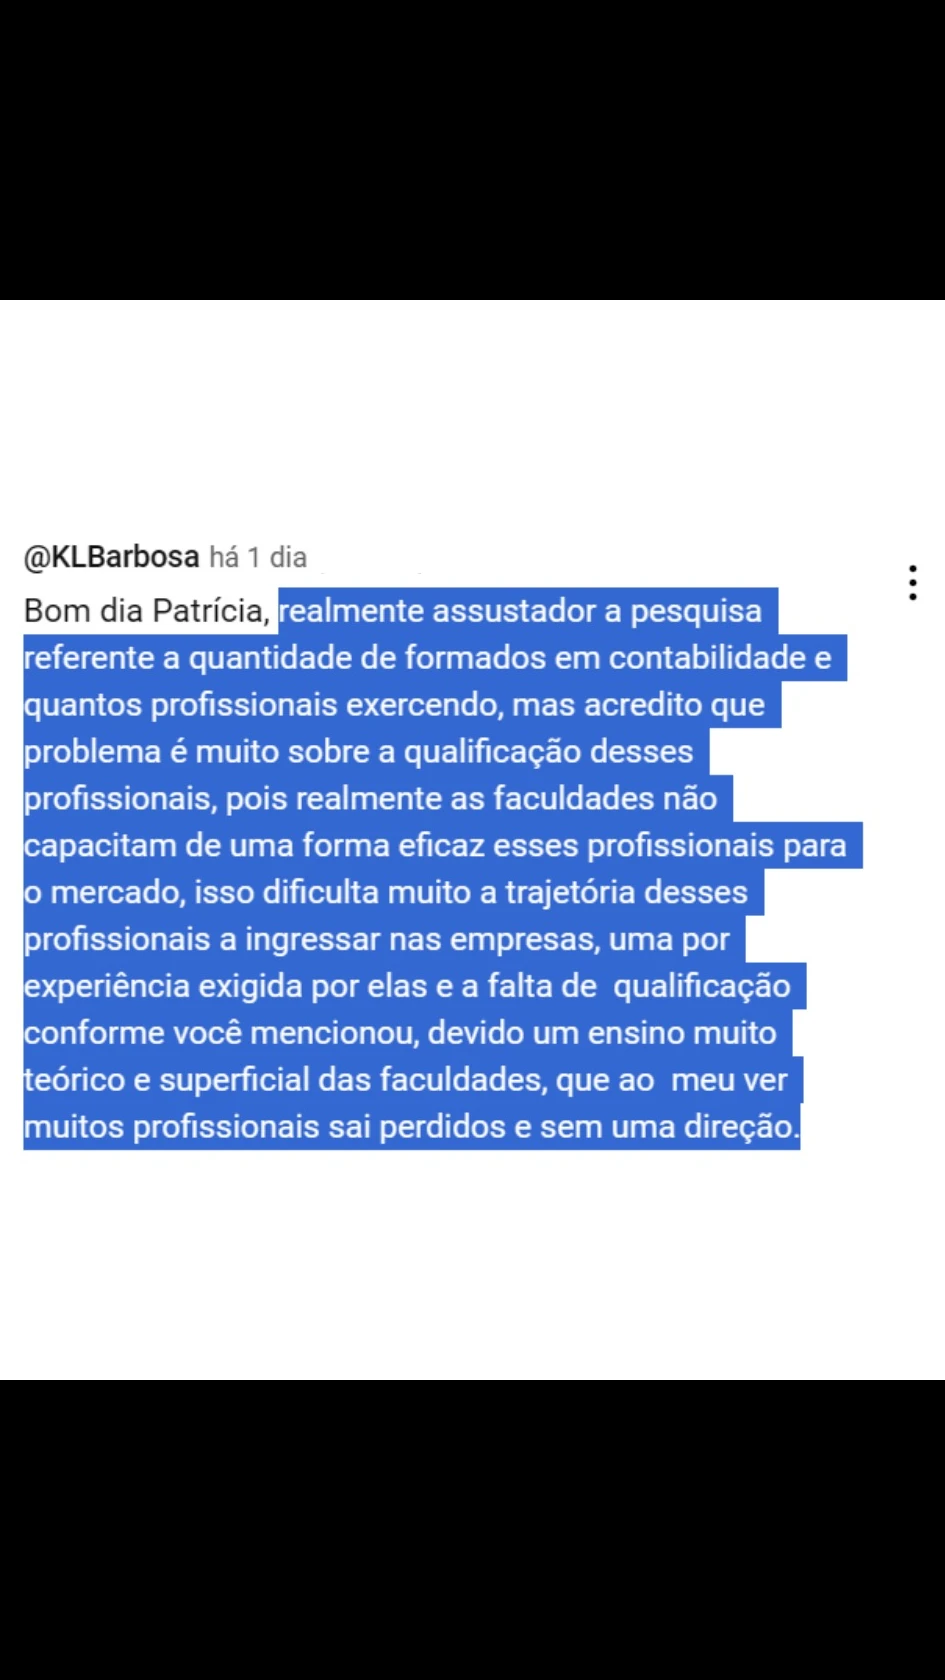 @KLBarbosa há 1 dia
Bom dia Patrícia, realmente assustador a pesquisa
referente a quantidade de formados em contabilidade e
quantos profissionais exercendo, mas acredito que
problema é muito sobre a qualificação desses
profissionais, pois realmente as faculdades não
capacitam de uma forma eficaz esses profissionais para
o mercado, isso dificulta muito a trajetória desses
profissionais a ingressar nas empresas, uma por
experiência exigida por elas e a falta de  qualificação
conforme você mencionou, devido um ensino muito
teórico e superficial das faculdades, que ao  meu ver
muitos profissionais sai perdidos e sem uma direção.